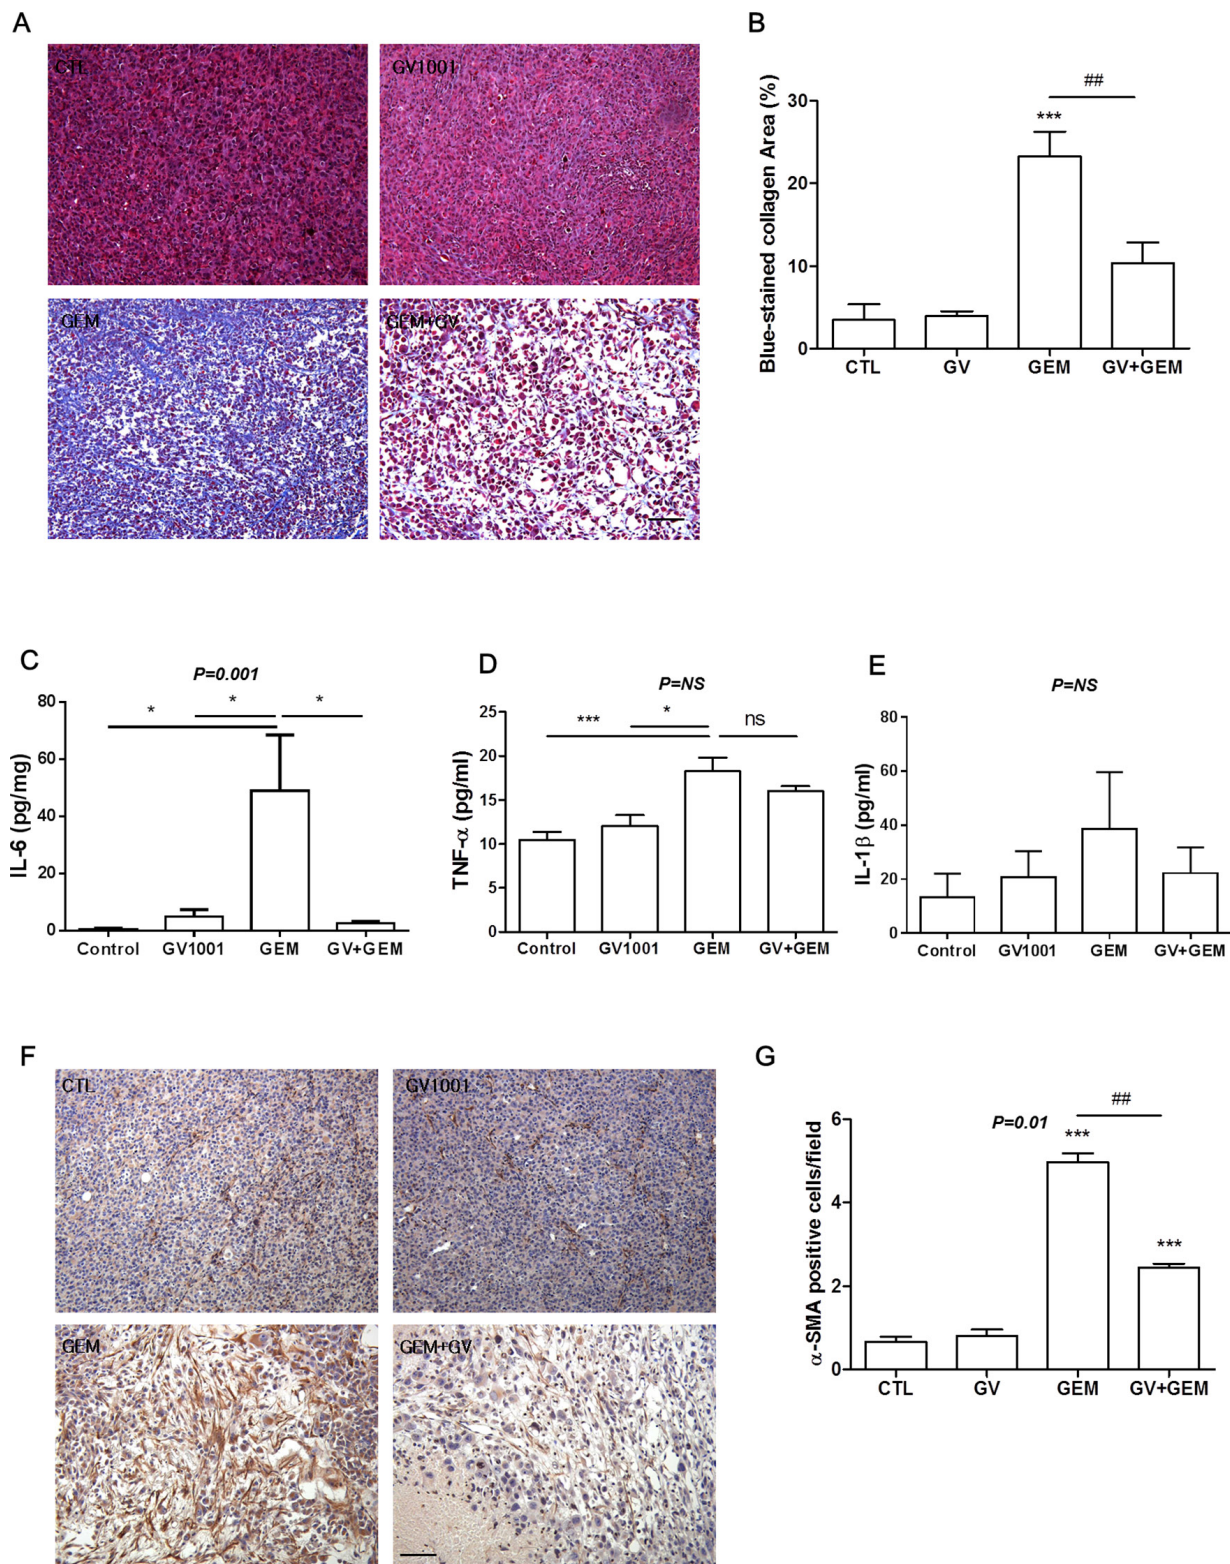 A
CTL
GV1001
GEM
GEM+GV
B
Blue-stained collagen Area (%)
30
20
10
0
***
##
CTL
GV
GEM
GV+GEM
C
P=0.001
*
*
*
IL-6 (pg/mg)
80
60
40
20
0
Control
GV1001
GEM
GV+GEM
D
P=NS
***
*
ns
TNF-α (pg/ml)
25
20
15
10
5
0
Control
GV1001
GEM
GV+GEM
E
P=NS
IL-1β (pg/ml)
80
60
40
20
0
Control
GV1001
GEM
GV+GEM
F
CTL
GV1001
GEM
GEM+GV
G
P=0.01
##
***
***
α-SMA positive cells/field
6
4
2
0
CTL
GV
GEM
GV+GEM